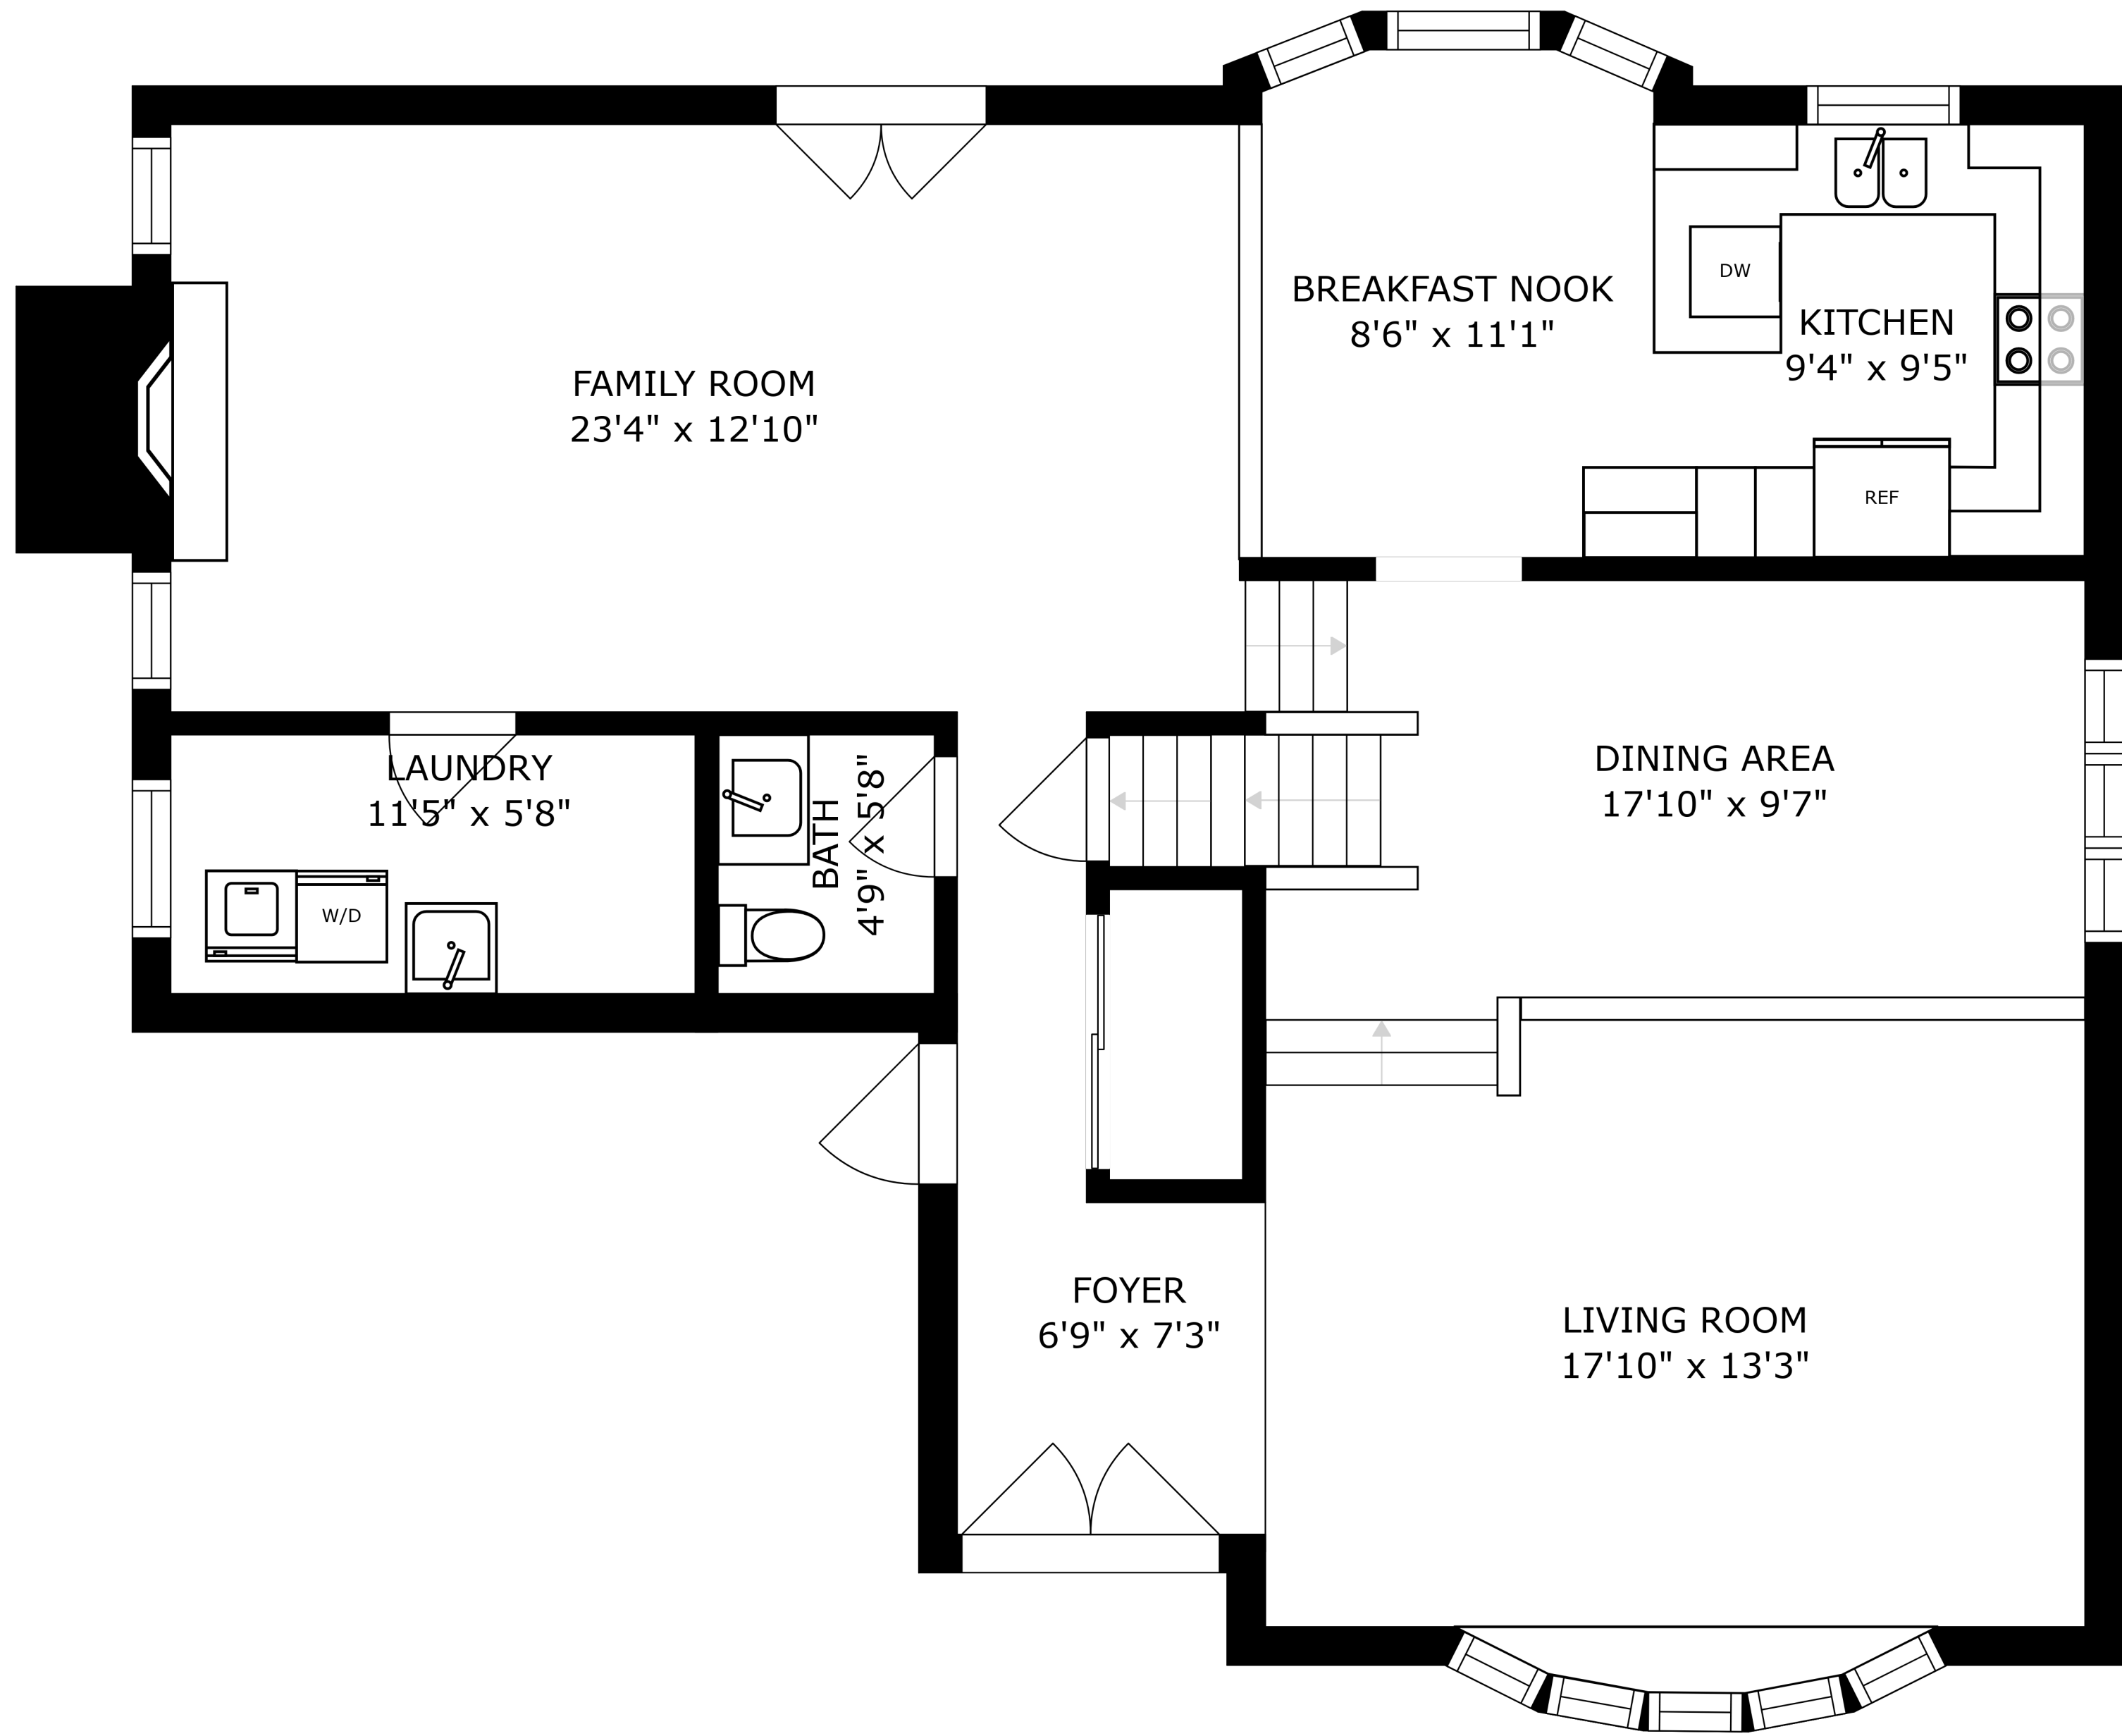 BREAKFAST NOOK
8'6" x 11'1"
DW
KITCHEN
9'4" x 9'5"
FAMILY ROOM
23'4" x 12'10"
REF
LAUNDRY
11'5" x 5'8"
BATH
4'9" x 5'8"
DINING AREA
17'10" x 9'7"
W/D
FOYER
6'9" x 7'3"
LIVING ROOM
17'10" x 13'3"